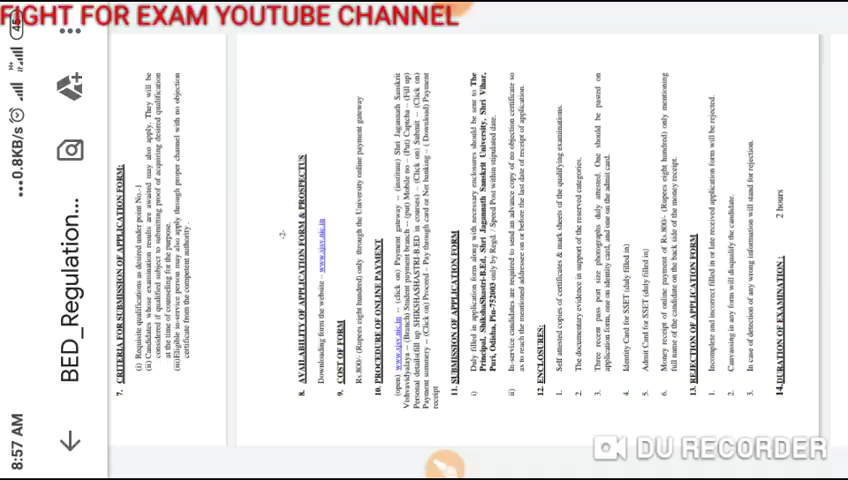 FIGHT FOR EXAM YOUTUBE CHANNEL
8:57 AM
...0.8KB/s
45
BED_Regulation...
7. CRITERIA FOR SUBMISSION OF APPLICATION FORM:
(i) Requisite qualifications as desired under point No.-1
(ii) Candidates whose examination results are awaited may also apply. They will be
considered if qualified subject to submitting proof of acquiring desired qualification
at the time of counseling for the purpose.
(iii)Eligible in-service person may also apply through proper channel with no objection
certificate from the competent authority .
-2-
8. AVAILABILITY OF APPLICATION FORM & PROSPECTUS
Downloading form the website – www.sjsv.nic.in
9. COST OF FORM
Rs.800/- (Rupees eight hundred) only through the University online payment gateway
10. PROCEDURE OF ONLINE PAYMENT
(open) www.sjsv.nic.in – (click on) Payment gateway – (institute) Shri Jagannath Sanskrit
Vishvavidyalaya – (Branch) Student payment branch – (put) Mobile no – (Put) Captcha – (Fill up)
Personal details(fill up SHIKSHASHASTRI-B.ED in courses) – (Click on) Submit – (Click on)
Payment summery – (Click on) Proceed – Pay through card or Net banking – ( Download) Payment
receipt
11. SUBMISSION OF APPLICATION FORM
i) Duly filled in application form along with necessary enclosures should be sent to The
Principal, ShikshaShastri-B.Ed, Shri Jagannath Sanskrit University, Shri Vihar,
Puri, Odisha, Pin-752003 only by Regd. / Speed Post within stipulated date.
ii) In-service candidates are required to send an advance copy of no objection certificate so
as to reach the mentioned addressee on or before the last date of receipt of application.
12. ENCLOSURES:
1. Self attested copies of certificates & mark sheets of the qualifying examinations.
2. The documentary evidence in support of the reserved categories.
3. Three recent pass port size photographs duly attested. One should be pasted on
application form, one on identity card, and one on the admit card.
4. Identity Card for SSET (duly filled in)
5. Admit Card for SSET (duly filled in)
6. Money receipt of online payment of Rs.800/- (Rupees eight hundred) only mentioning
full name of the candidate on the back side of the money receipt.
13. REJECTION OF APPLICATION FORM
1. Incomplete and incorrect filled in or late received application form will be rejected.
2. Canvassing in any form will disqualify the candidate.
3. In case of detection of any wrong information will stand for rejection.
14. DURATION OF EXAMINATION : 2 hours
DU RECORDER